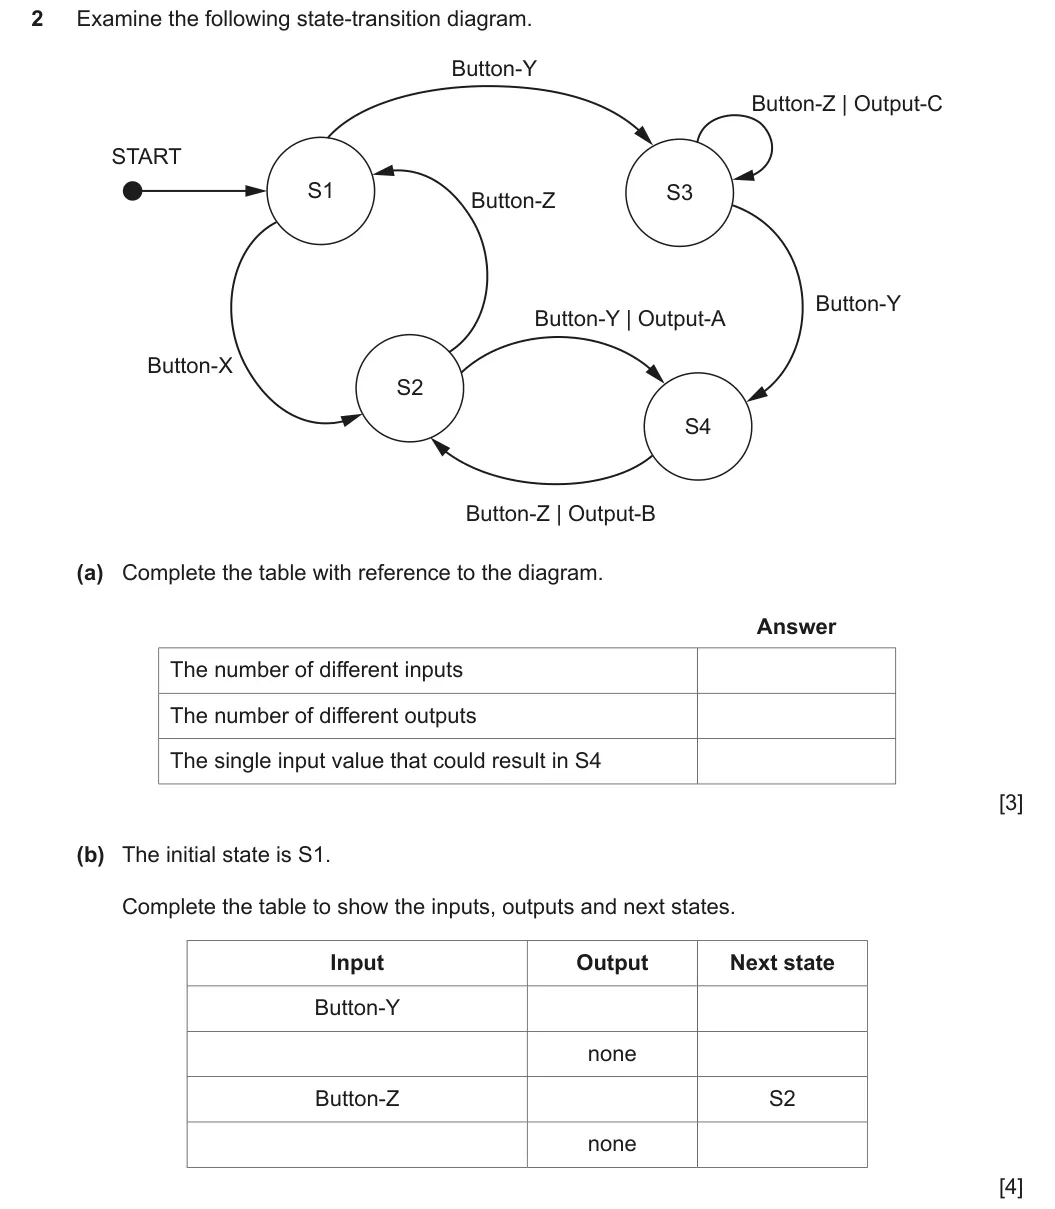 2 Examine the following state-transition diagram.
Button-Y
Button-Z | Output-C
START
S1
S3
Button-Z
Button-Y
Button-Y | Output-A
Button-X
S2
S4
Button-Z | Output-B
(a) Complete the table with reference to the diagram.
Answer
The number of different inputs
The number of different outputs
The single input value that could result in S4
[3]
(b) The initial state is S1.
Complete the table to show the inputs, outputs and next states.
Input Output Next state
Button-Y
none
Button-Z S2
none
[4]